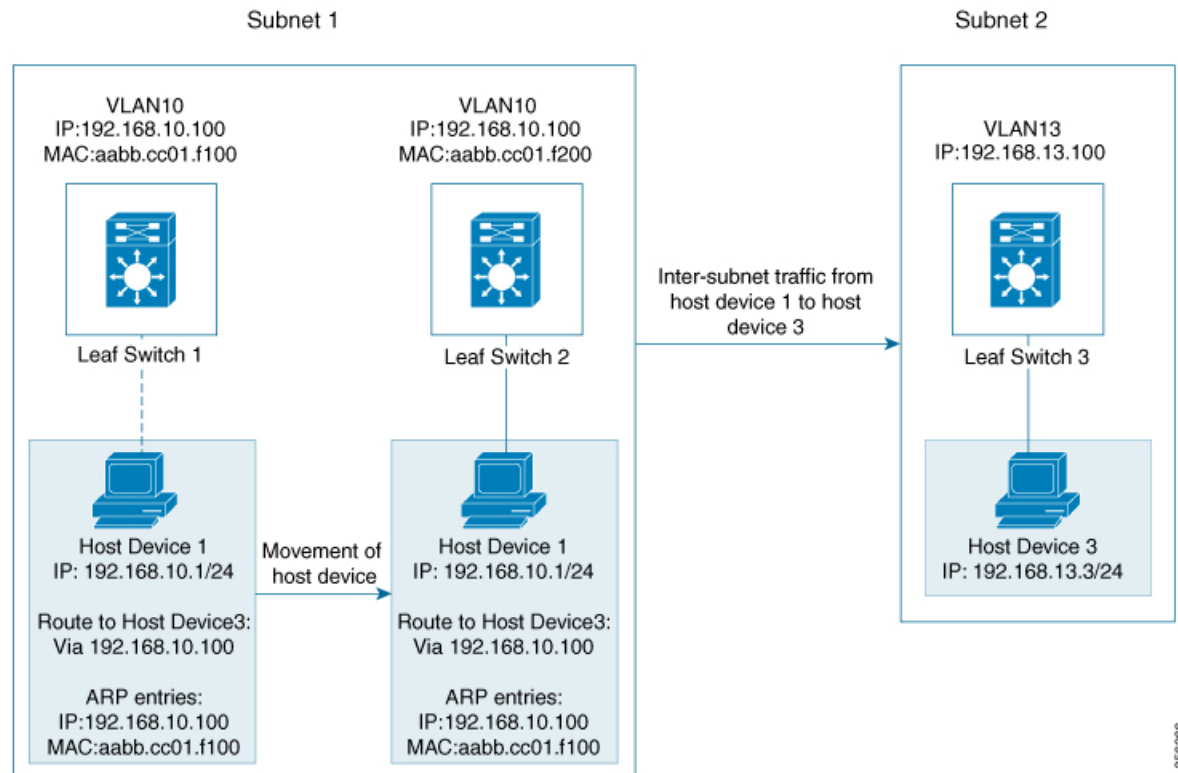 Subnet 1
Subnet 2
VLAN10
IP:192.168.10.100
MAC:aabb.cc01.f100
VLAN10
IP:192.168.10.100
MAC:aabb.cc01.f200
VLAN13
IP:192.168.13.100
Leaf Switch 1
Leaf Switch 2
Inter-subnet traffic from
host device 1 to host
device 3
Leaf Switch 3
Host Device 1
IP: 192.168.10.1/24
Route to Host Device3:
Via 192.168.10.100
ARP entries:
IP:192.168.10.100
MAC:aabb.cc01.f100
Movement of
host device
Host Device 1
IP: 192.168.10.1/24
Route to Host Device3:
Via 192.168.10.100
ARP entries:
IP:192.168.10.100
MAC:aabb.cc01.f100
Host Device 3
IP: 192.168.13.3/24